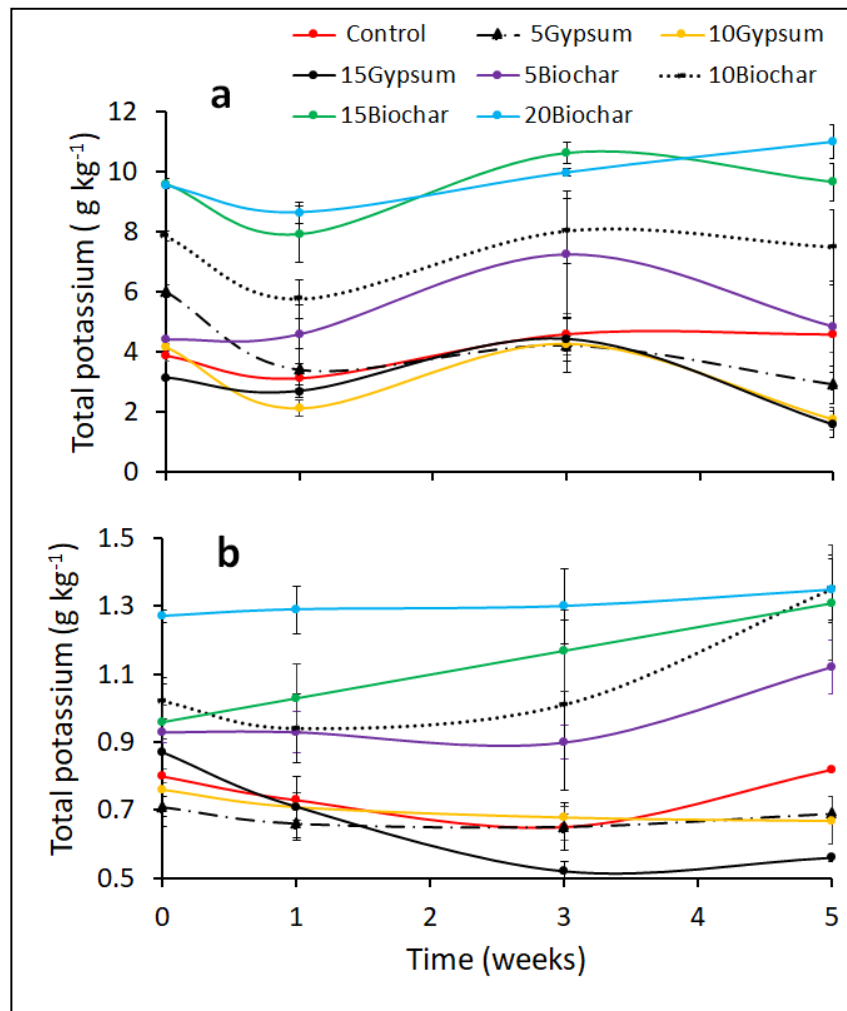 Control 5Gypsum 10Gypsum
15Gypsum 5Biochar 10Biochar
15Biochar 20Biochar
a
Total potassium ( g kg⁻¹)
12
10
8
6
4
2
0
b
Total potassium (g kg⁻¹)
1.5
1.3
1.1
0.9
0.7
0.5
0 1 2 3 4 5
Time (weeks)